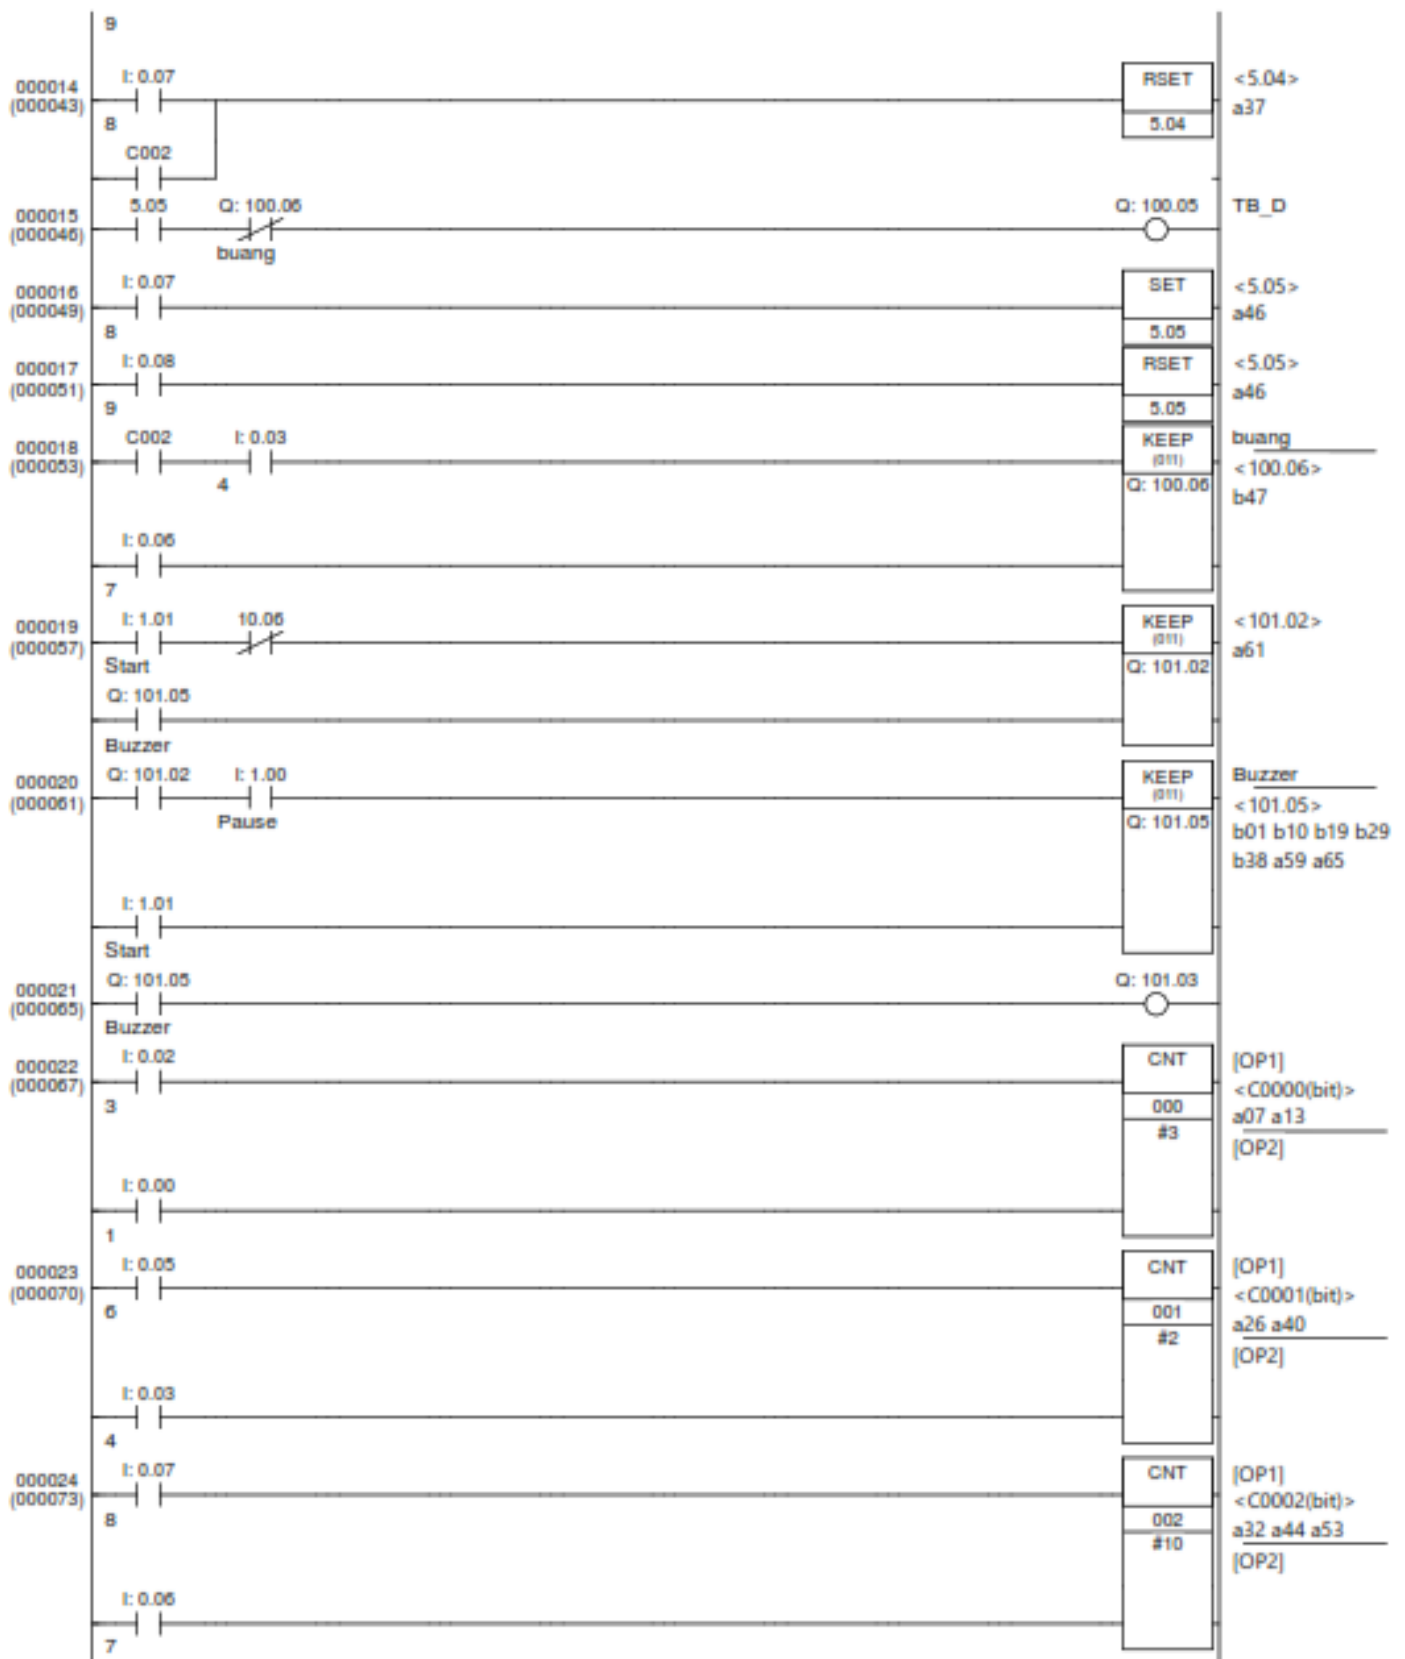 9
000014
(000043)
I: 0.07
8
C002
RSET
5.04
<5.04>
a37
000015
(000046)
5.05
Q: 100.06
buang
Q: 100.05
TB_D
000016
(000049)
I: 0.07
8
SET
5.05
<5.05>
a46
000017
(000051)
I: 0.08
9
RSET
5.05
<5.05>
a46
000018
(000053)
C002
I: 0.03
4
I: 0.06
7
KEEP
(011)
Q: 100.06
buang
<100.06>
b47
000019
(000057)
I: 1.01
Start
10.06
Q: 101.05
Buzzer
KEEP
(011)
Q: 101.02
<101.02>
a61
000020
(000061)
Q: 101.02
I: 1.00
Pause
I: 1.01
Start
KEEP
(011)
Q: 101.05
Buzzer
<101.05>
b01 b10 b19 b29
b38 a59 a65
000021
(000065)
Q: 101.05
Buzzer
Q: 101.03
000022
(000067)
I: 0.02
3
I: 0.00
1
CNT
000
#3
[OP1]
<C0000(bit)>
a07 a13
[OP2]
000023
(000070)
I: 0.05
6
I: 0.03
4
CNT
001
#2
[OP1]
<C0001(bit)>
a26 a40
[OP2]
000024
(000073)
I: 0.07
8
I: 0.06
7
CNT
002
#10
[OP1]
<C0002(bit)>
a32 a44 a53
[OP2]